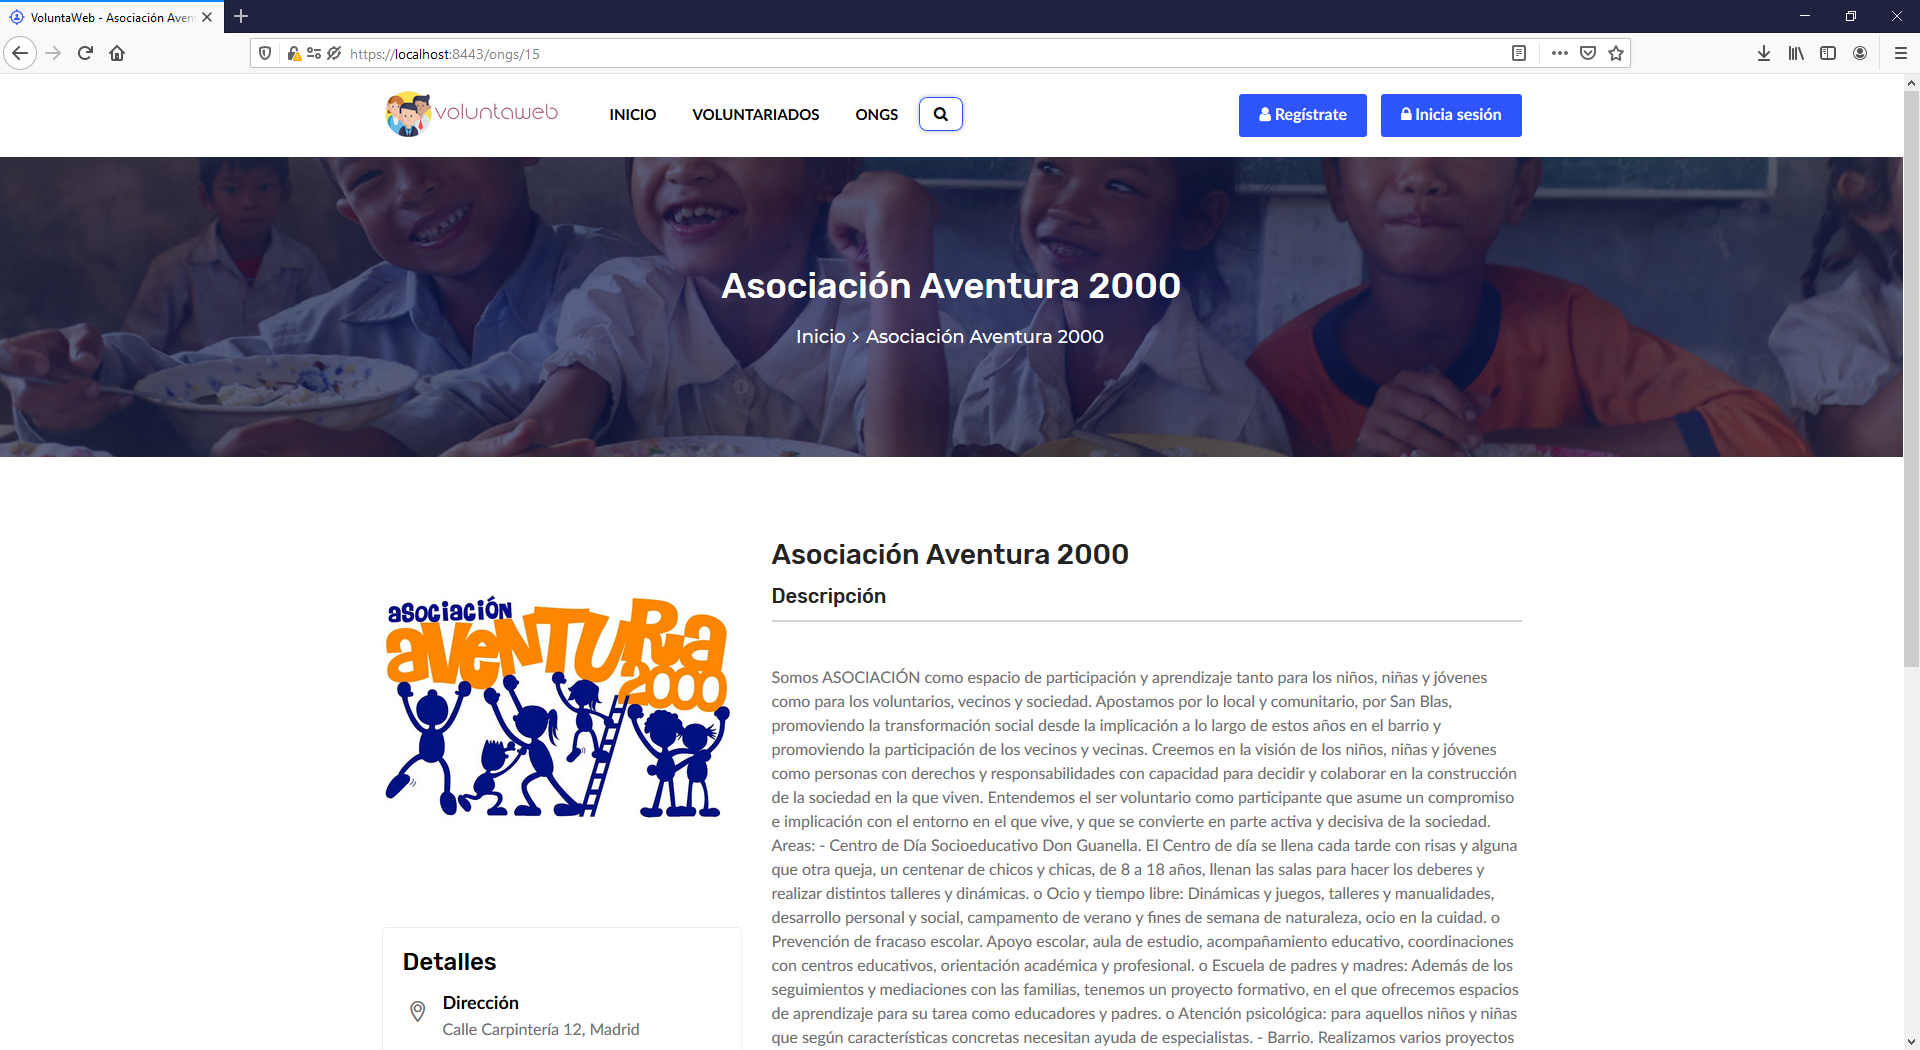 VoluntaWeb - Asociación Aven
https://localhost:8443/ongs/15
voluntaweb
INICIO
VOLUNTARIADOS
ONGS
Regístrate
Inicia sesión
Asociación Aventura 2000
Inicio > Asociación Aventura 2000
asociación
aventura
2000
Asociación Aventura 2000
Descripción
Somos ASOCIACIÓN como espacio de participación y aprendizaje tanto para los niños, niñas y jóvenes
como para los voluntarios, vecinos y sociedad. Apostamos por lo local y comunitario, por San Blas,
promoviendo la transformación social desde la implicación a lo largo de estos años en el barrio y
promoviendo la participación de los vecinos y vecinas. Creemos en la visión de los niños, niñas y jóvenes
como personas con derechos y responsabilidades con capacidad para decidir y colaborar en la construcción
de la sociedad en la que viven. Entendemos el ser voluntario como participante que asume un compromiso
e implicación con el entorno en el que vive, y que se convierte en parte activa y decisiva de la sociedad.
Areas: - Centro de Día Socioeducativo Don Guanella. El Centro de día se llena cada tarde con risas y alguna
que otra queja, un centenar de chicos y chicas, de 8 a 18 años, llenan las salas para hacer los deberes y
realizar distintos talleres y dinámicas. o Ocio y tiempo libre: Dinámicas y juegos, talleres y manualidades,
desarrollo personal y social, campamento de verano y fines de semana de naturaleza, ocio en la cuidad. o
Prevención de fracaso escolar. Apoyo escolar, aula de estudio, acompañamiento educativo, coordinaciones
con centros educativos, orientación académica y profesional. o Escuela de padres y madres: Además de los
seguimientos y mediaciones con las familias, tenemos un proyecto formativo, en el que ofrecemos espacios
de aprendizaje para su tarea como educadores y padres. o Atención psicológica: para aquellos niños y niñas
que según características concretas necesitan ayuda de especialistas. - Barrio. Realizamos varios proyectos
Detalles
Dirección
Calle Carpintería 12, Madrid